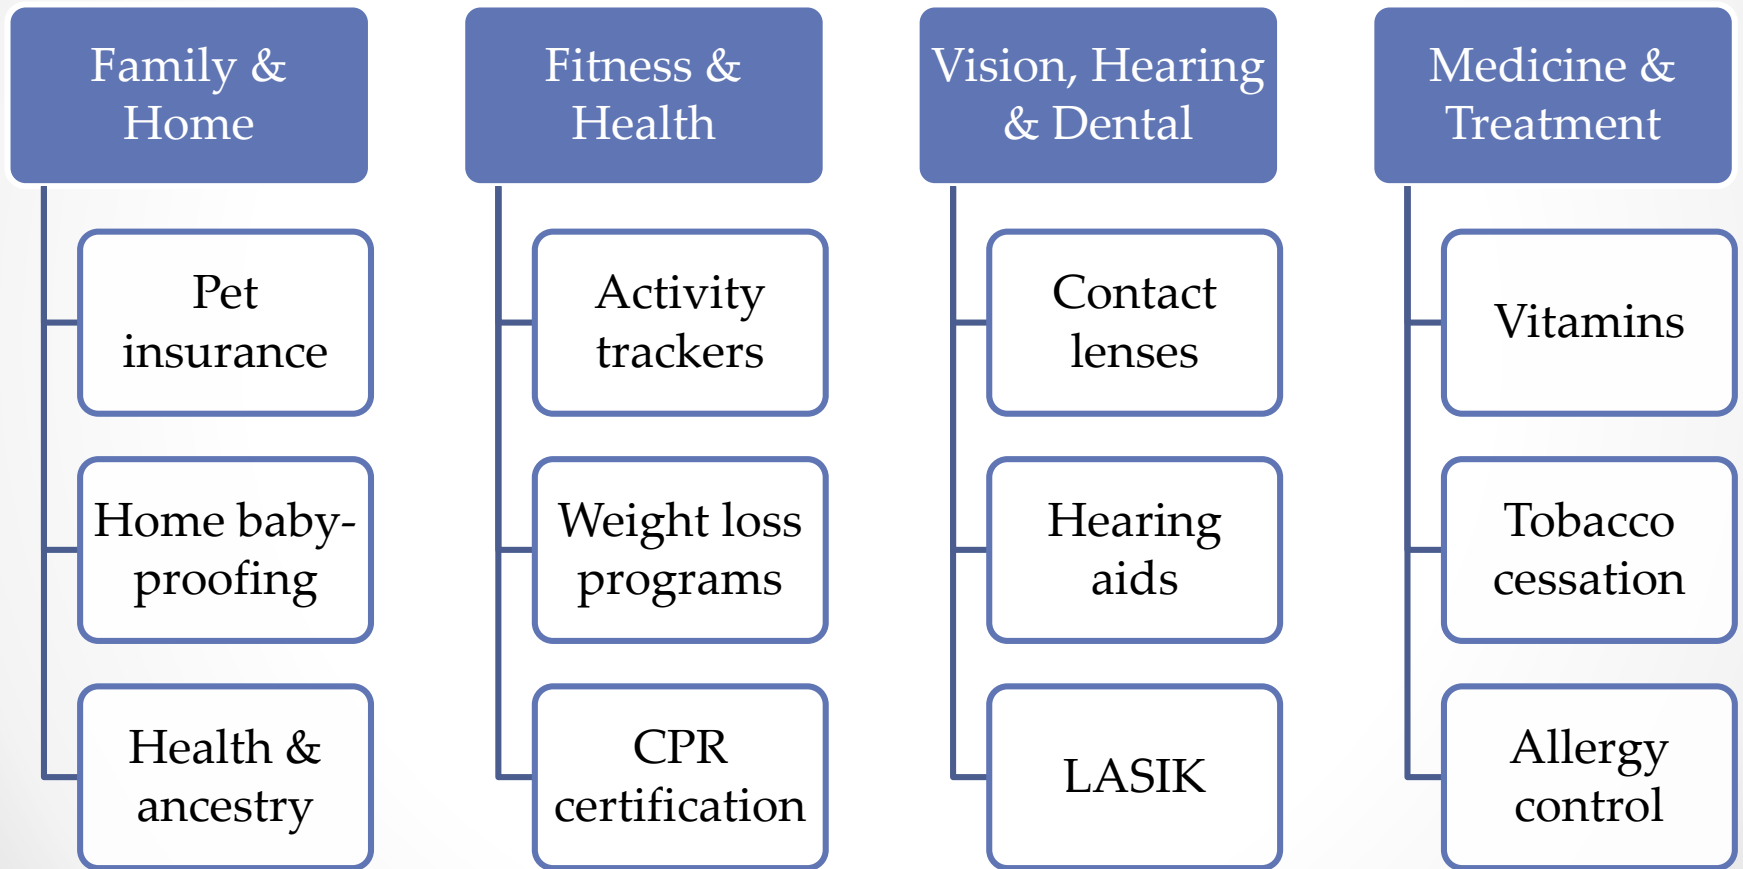 Family &
Home
Pet
insurance
Home baby-
proofing
Health &
ancestry
Fitness &
Health
Activity
trackers
Weight loss
programs
CPR
certification
Vision, Hearing
& Dental
Contact
lenses
Hearing
aids
LASIK
Medicine &
Treatment
Vitamins
Tobacco
cessation
Allergy
control